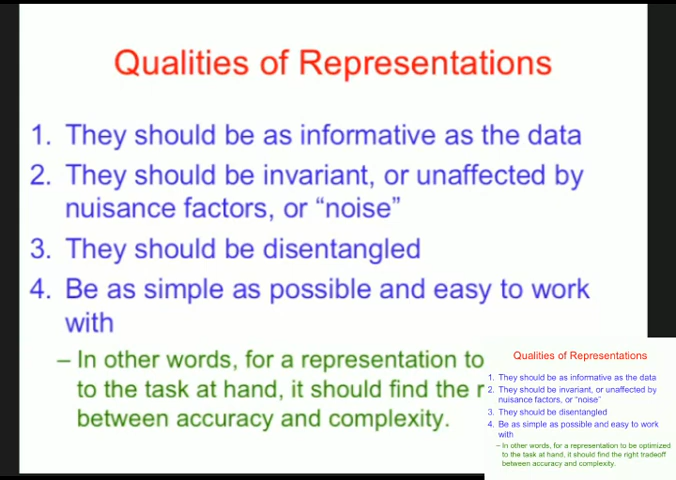 Qualities of Representations
1. They should be as informative as the data
2. They should be invariant, or unaffected by
nuisance factors, or “noise”
3. They should be disentangled
4. Be as simple as possible and easy to work
with
– In other words, for a representation to
to the task at hand, it should find the r
between accuracy and complexity.
Qualities of Representations
1. They should be as informative as the data
2. They should be invariant, or unaffected by
nuisance factors, or “noise”
3. They should be disentangled
4. Be as simple as possible and easy to work
with
– In other words, for a representation to be optimized
to the task at hand, it should find the right tradeoff
between accuracy and complexity.